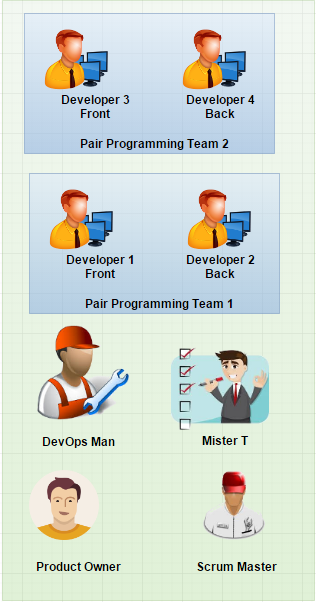 Developer 3
Front
Developer 4
Back
Pair Programming Team 2
Developer 1
Front
Developer 2
Back
Pair Programming Team 1
DevOps Man
Mister T
Product Owner
Scrum Master